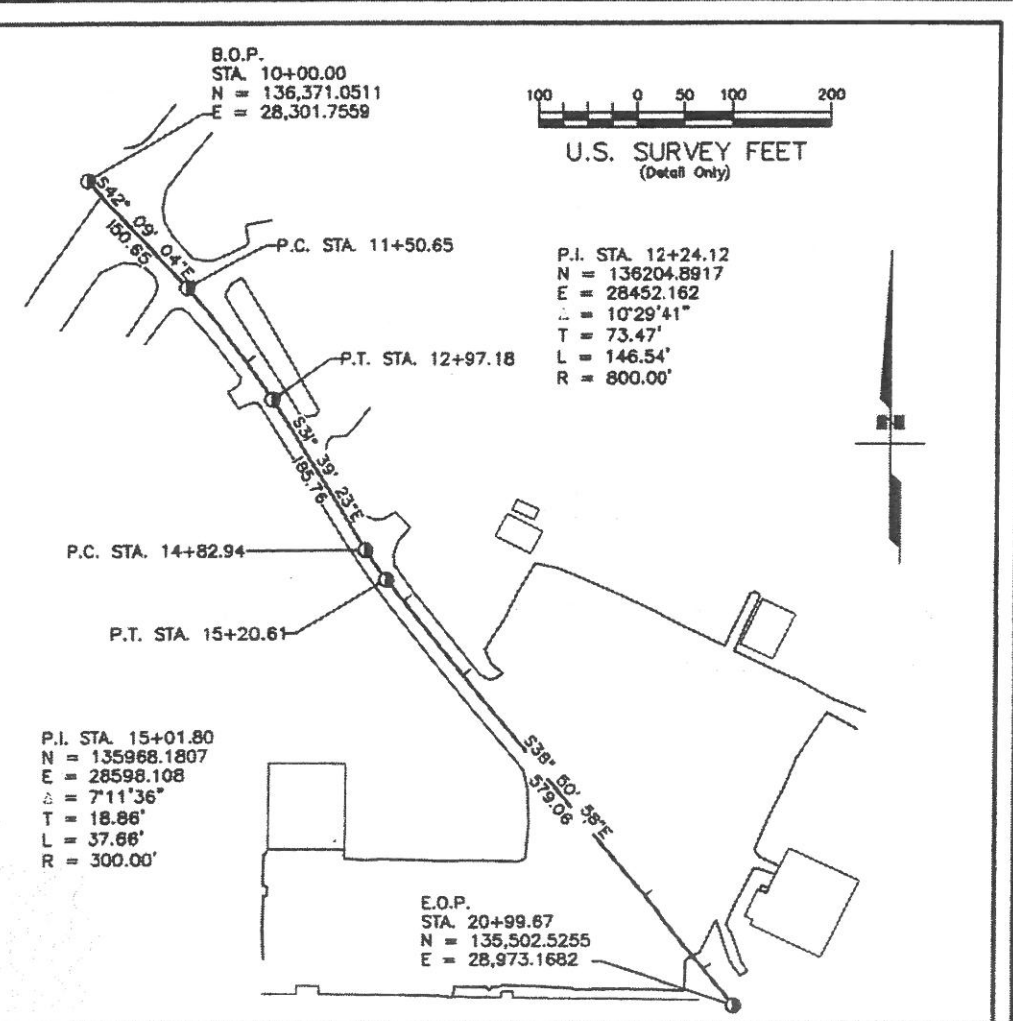 B.O.P.
STA. 10+00.00
N = 136,371.0511
E = 28,301.7559
100 0 50 100 200
U.S. SURVEY FEET
(Detail Only)
S42° 09' 04"E
150.65
P.C. STA. 11+50.65
P.I. STA. 12+24.12
N = 136204.8917
E = 28452.162
△ = 10°29'41"
T = 73.47'
L = 146.54'
R = 800.00'
P.T. STA. 12+97.18
S31° 39' 23"E
185.76
P.C. STA. 14+82.94
P.T. STA. 15+20.61
P.I. STA. 15+01.80
N = 135968.1807
E = 28598.108
△ = 7°11'36"
T = 18.86'
L = 37.66'
R = 300.00'
S38° 50' 58"E
579.06
E.O.P.
STA. 20+99.67
N = 135,502.5255
E = 28,973.1682